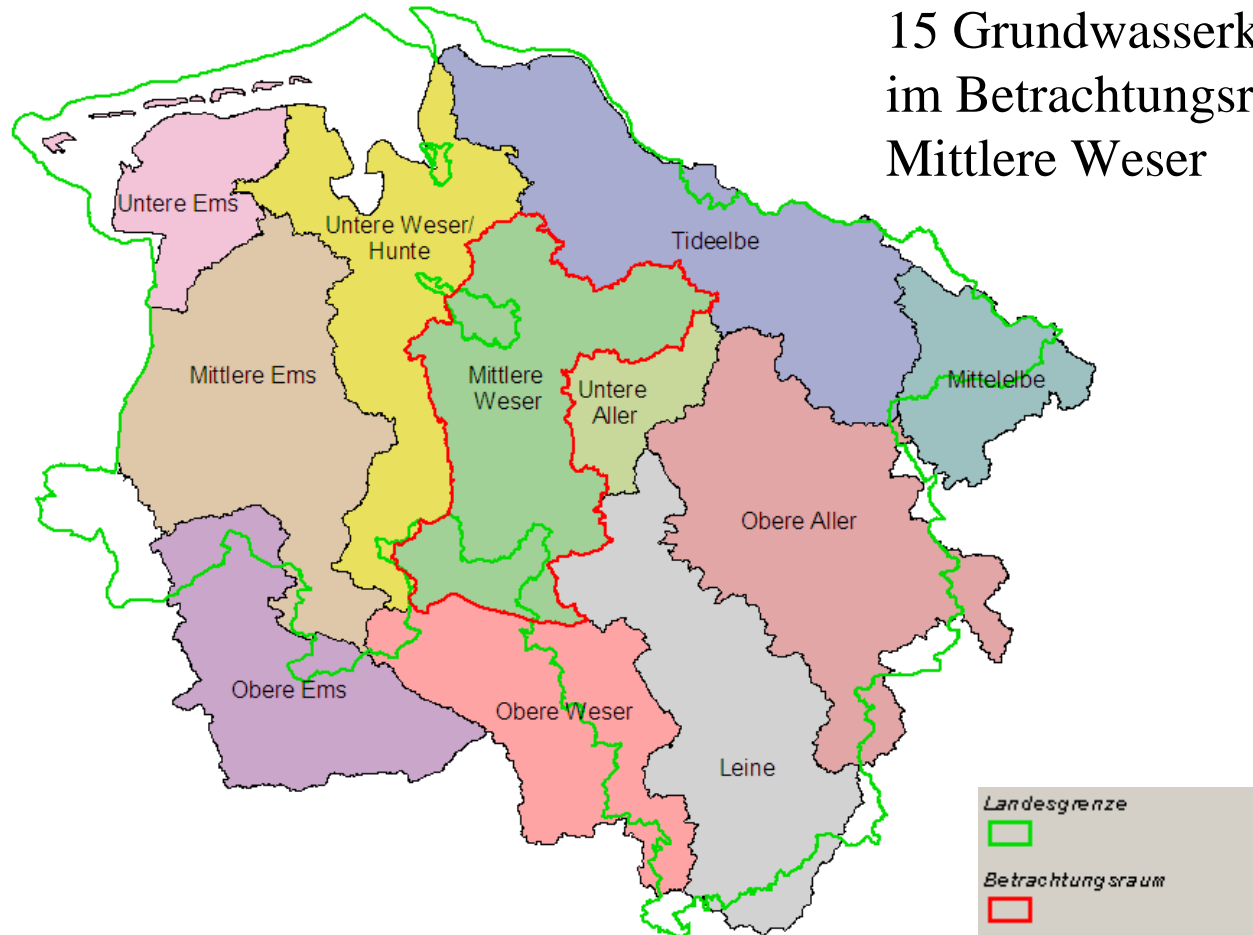 15 Grundwasserk
im Betrachtungsr
Mittlere Weser
Untere Ems
Untere Weser/
Hunte
Tideelbe
Mittlere Ems
Mittlere
Weser
Untere
Aller
Mittelelbe
Obere Aller
Obere Ems
Obere Weser
Leine
Landesgrenze
Betrachtungsraum